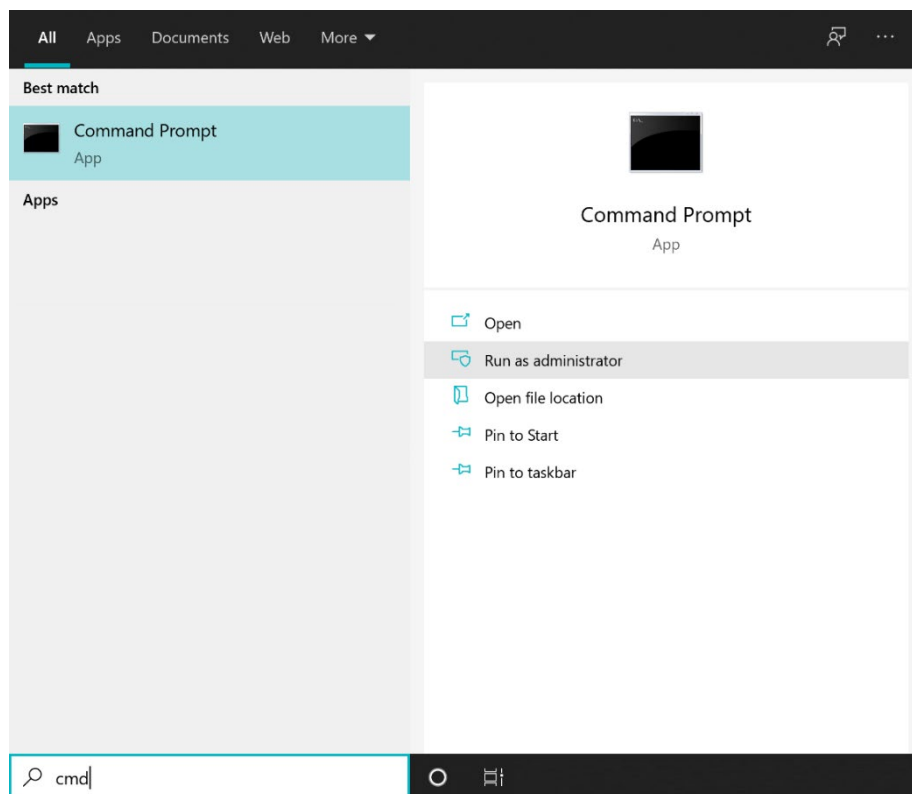 All Apps Documents Web More
Best match
Command Prompt
App
Apps
Command Prompt
App
Open
Run as administrator
Open file location
Pin to Start
Pin to taskbar
cmd